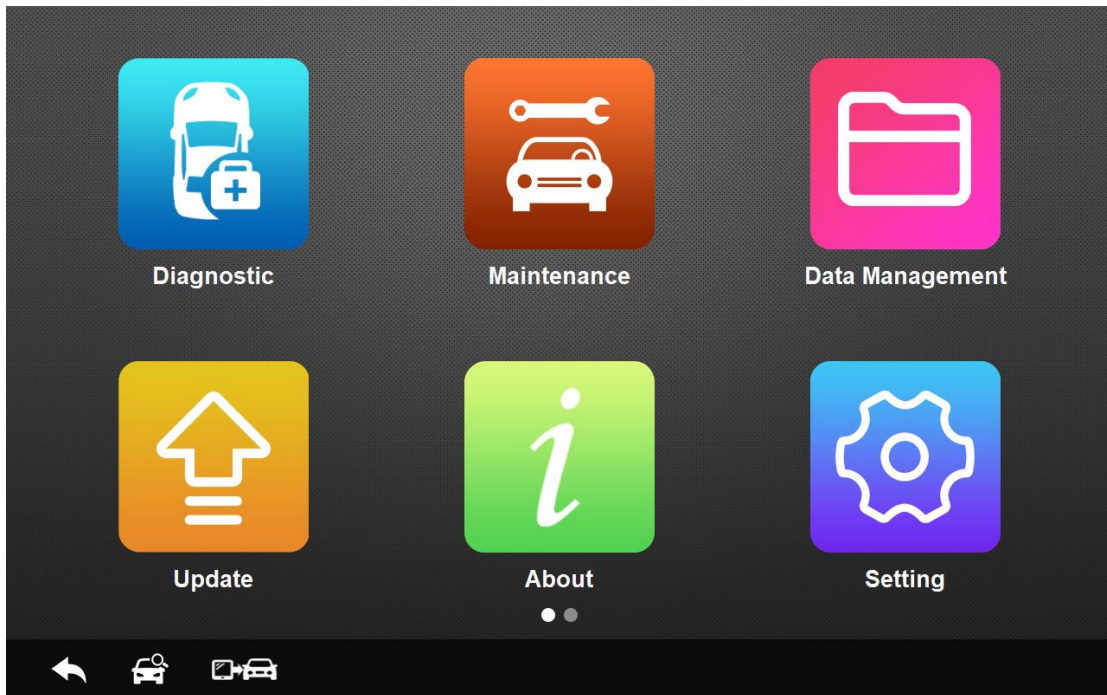 Diagnostic
Maintenance
Data Management
Update
About
Setting